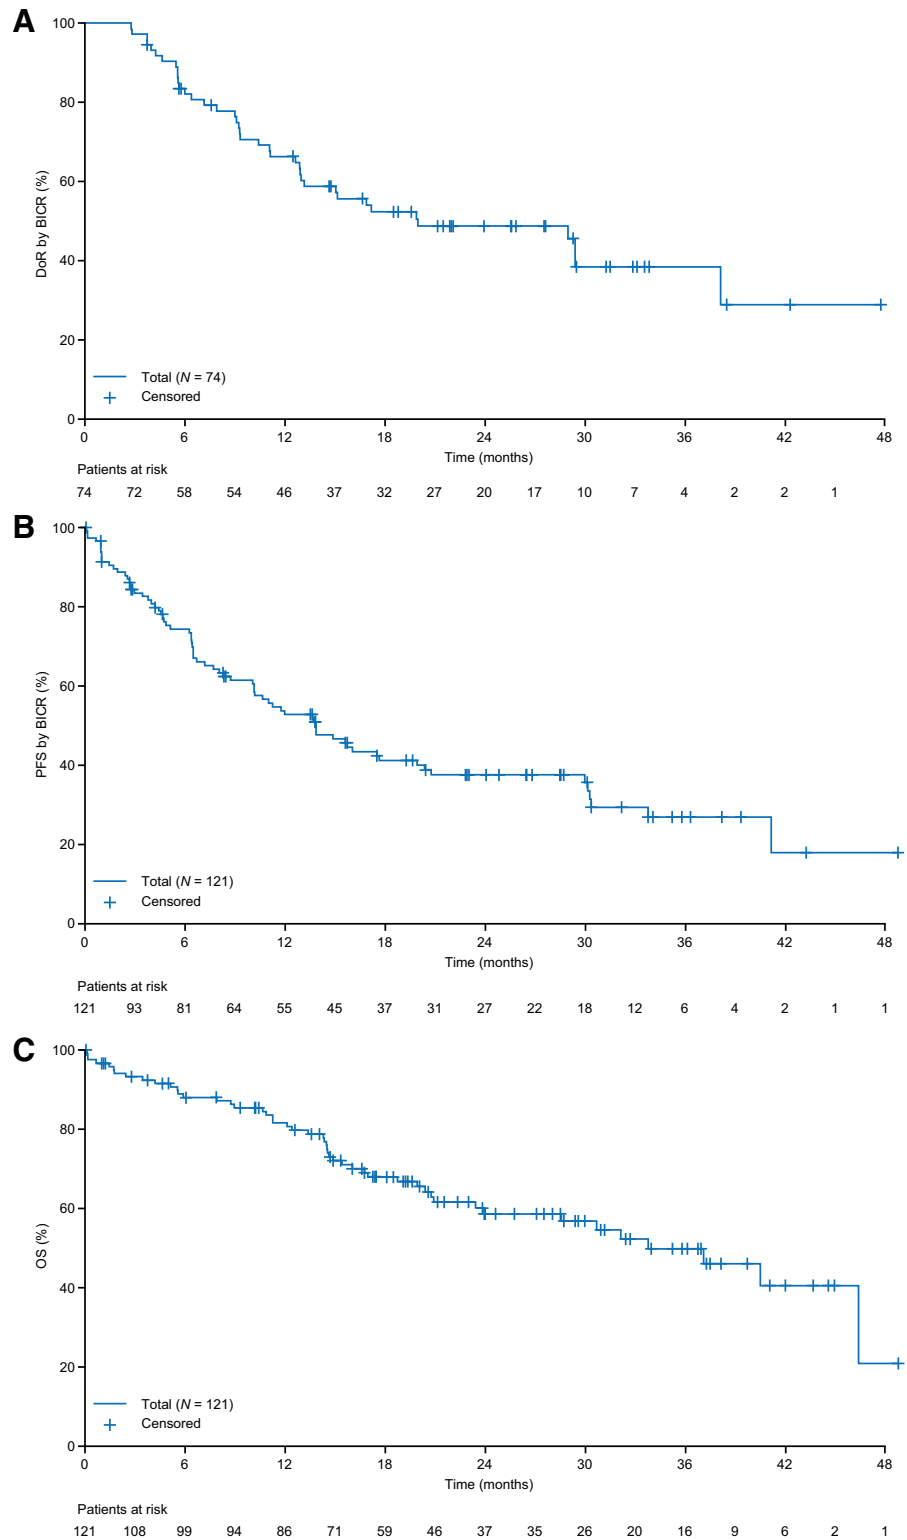 A
100
80
60
40
20
0
DoR by BICR (%)
Total (N = 74)
Censored
0 6 12 18 24 30 36 42 48
Time (months)
Patients at risk
74 72 58 54 46 37 32 27 20 17 10 7 4 2 2 1
B
100
80
60
40
20
0
PFS by BICR (%)
Total (N = 121)
Censored
0 6 12 18 24 30 36 42 48
Time (months)
Patients at risk
121 93 81 64 55 45 37 31 27 22 18 12 6 4 2 1 1
C
100
80
60
40
20
0
OS (%)
Total (N = 121)
Censored
0 6 12 18 24 30 36 42 48
Time (months)
Patients at risk
121 108 99 94 86 71 59 46 37 35 26 20 16 9 6 2 1